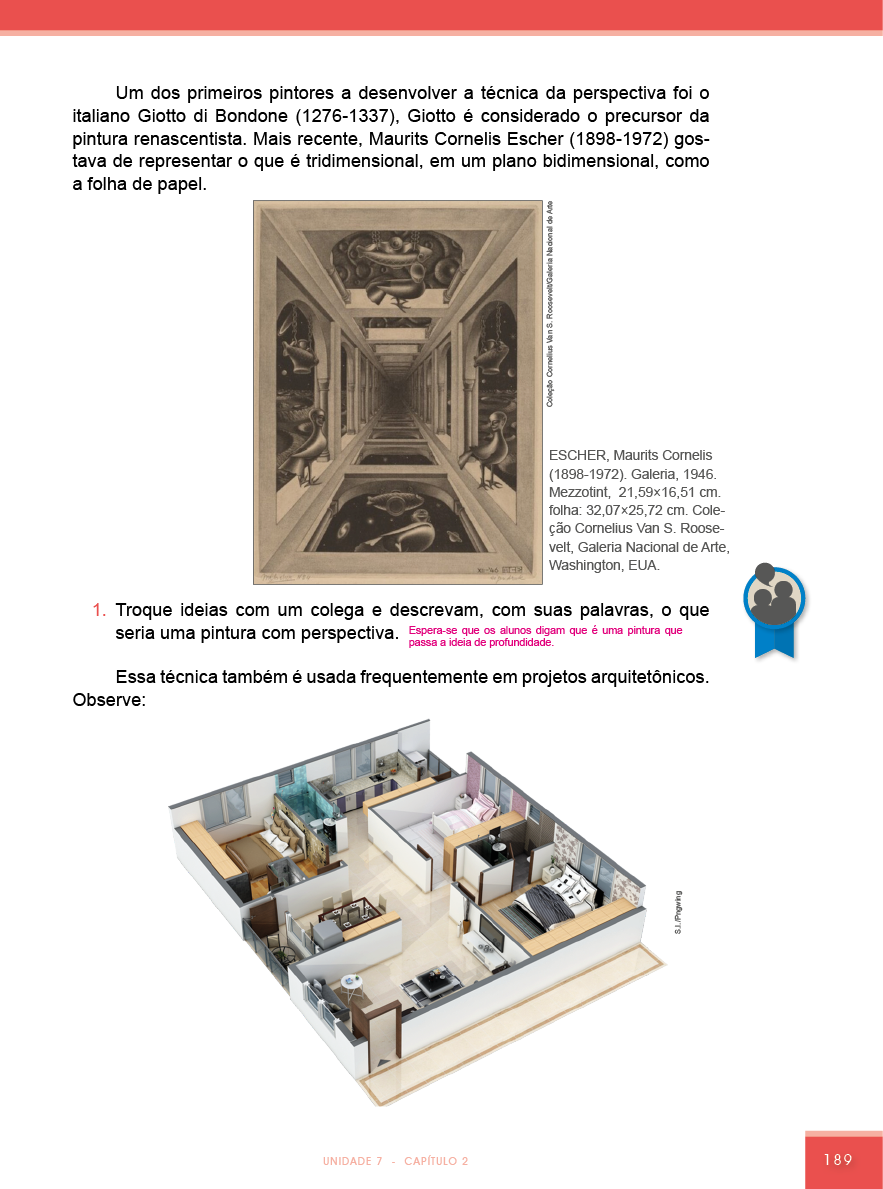 Um dos primeiros pintores a desenvolver a técnica da perspectiva foi o
italiano Giotto di Bondone (1276-1337), Giotto é considerado o precursor da
pintura renascentista. Mais recente, Maurits Cornelis Escher (1898-1972) gos-
tava de representar o que é tridimensional, em um plano bidimensional, como
a folha de papel.
Coleção Cornelius Van S. Roosevelt/Galeria Nacional de Arte
ESCHER, Maurits Cornelis
(1898-1972). Galeria, 1946.
Mezzotint, 21,59×16,51 cm.
folha: 32,07×25,72 cm. Cole-
ção Cornelius Van S. Roose-
velt, Galeria Nacional de Arte,
Washington, EUA.
1. Troque ideias com um colega e descrevam, com suas palavras, o que
seria uma pintura com perspectiva.
Espera-se que os alunos digam que é uma pintura que
passa a ideia de profundidade.
Essa técnica também é usada frequentemente em projetos arquitetônicos.
Observe:
S.I./Pngwing
UNIDADE 7 - CAPÍTULO 2
189